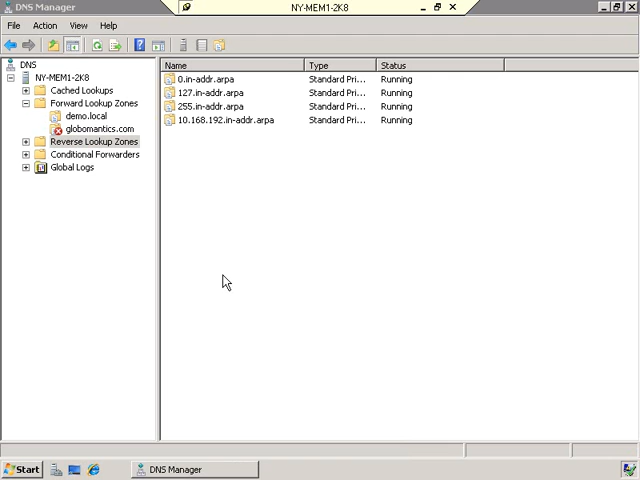 DNS Manager
NY-MEM1-2K8
File Action View Help
DNS
NY-MEM1-2K8
Cached Lookups
Forward Lookup Zones
demo.local
globomantics.com
Reverse Lookup Zones
Conditional Forwarders
Global Logs
Name Type Status
0.in-addr.arpa Standard Pri... Running
127.in-addr.arpa Standard Pri... Running
255.in-addr.arpa Standard Pri... Running
10.168.192.in-addr.arpa Standard Pri... Running
Start DNS Manager